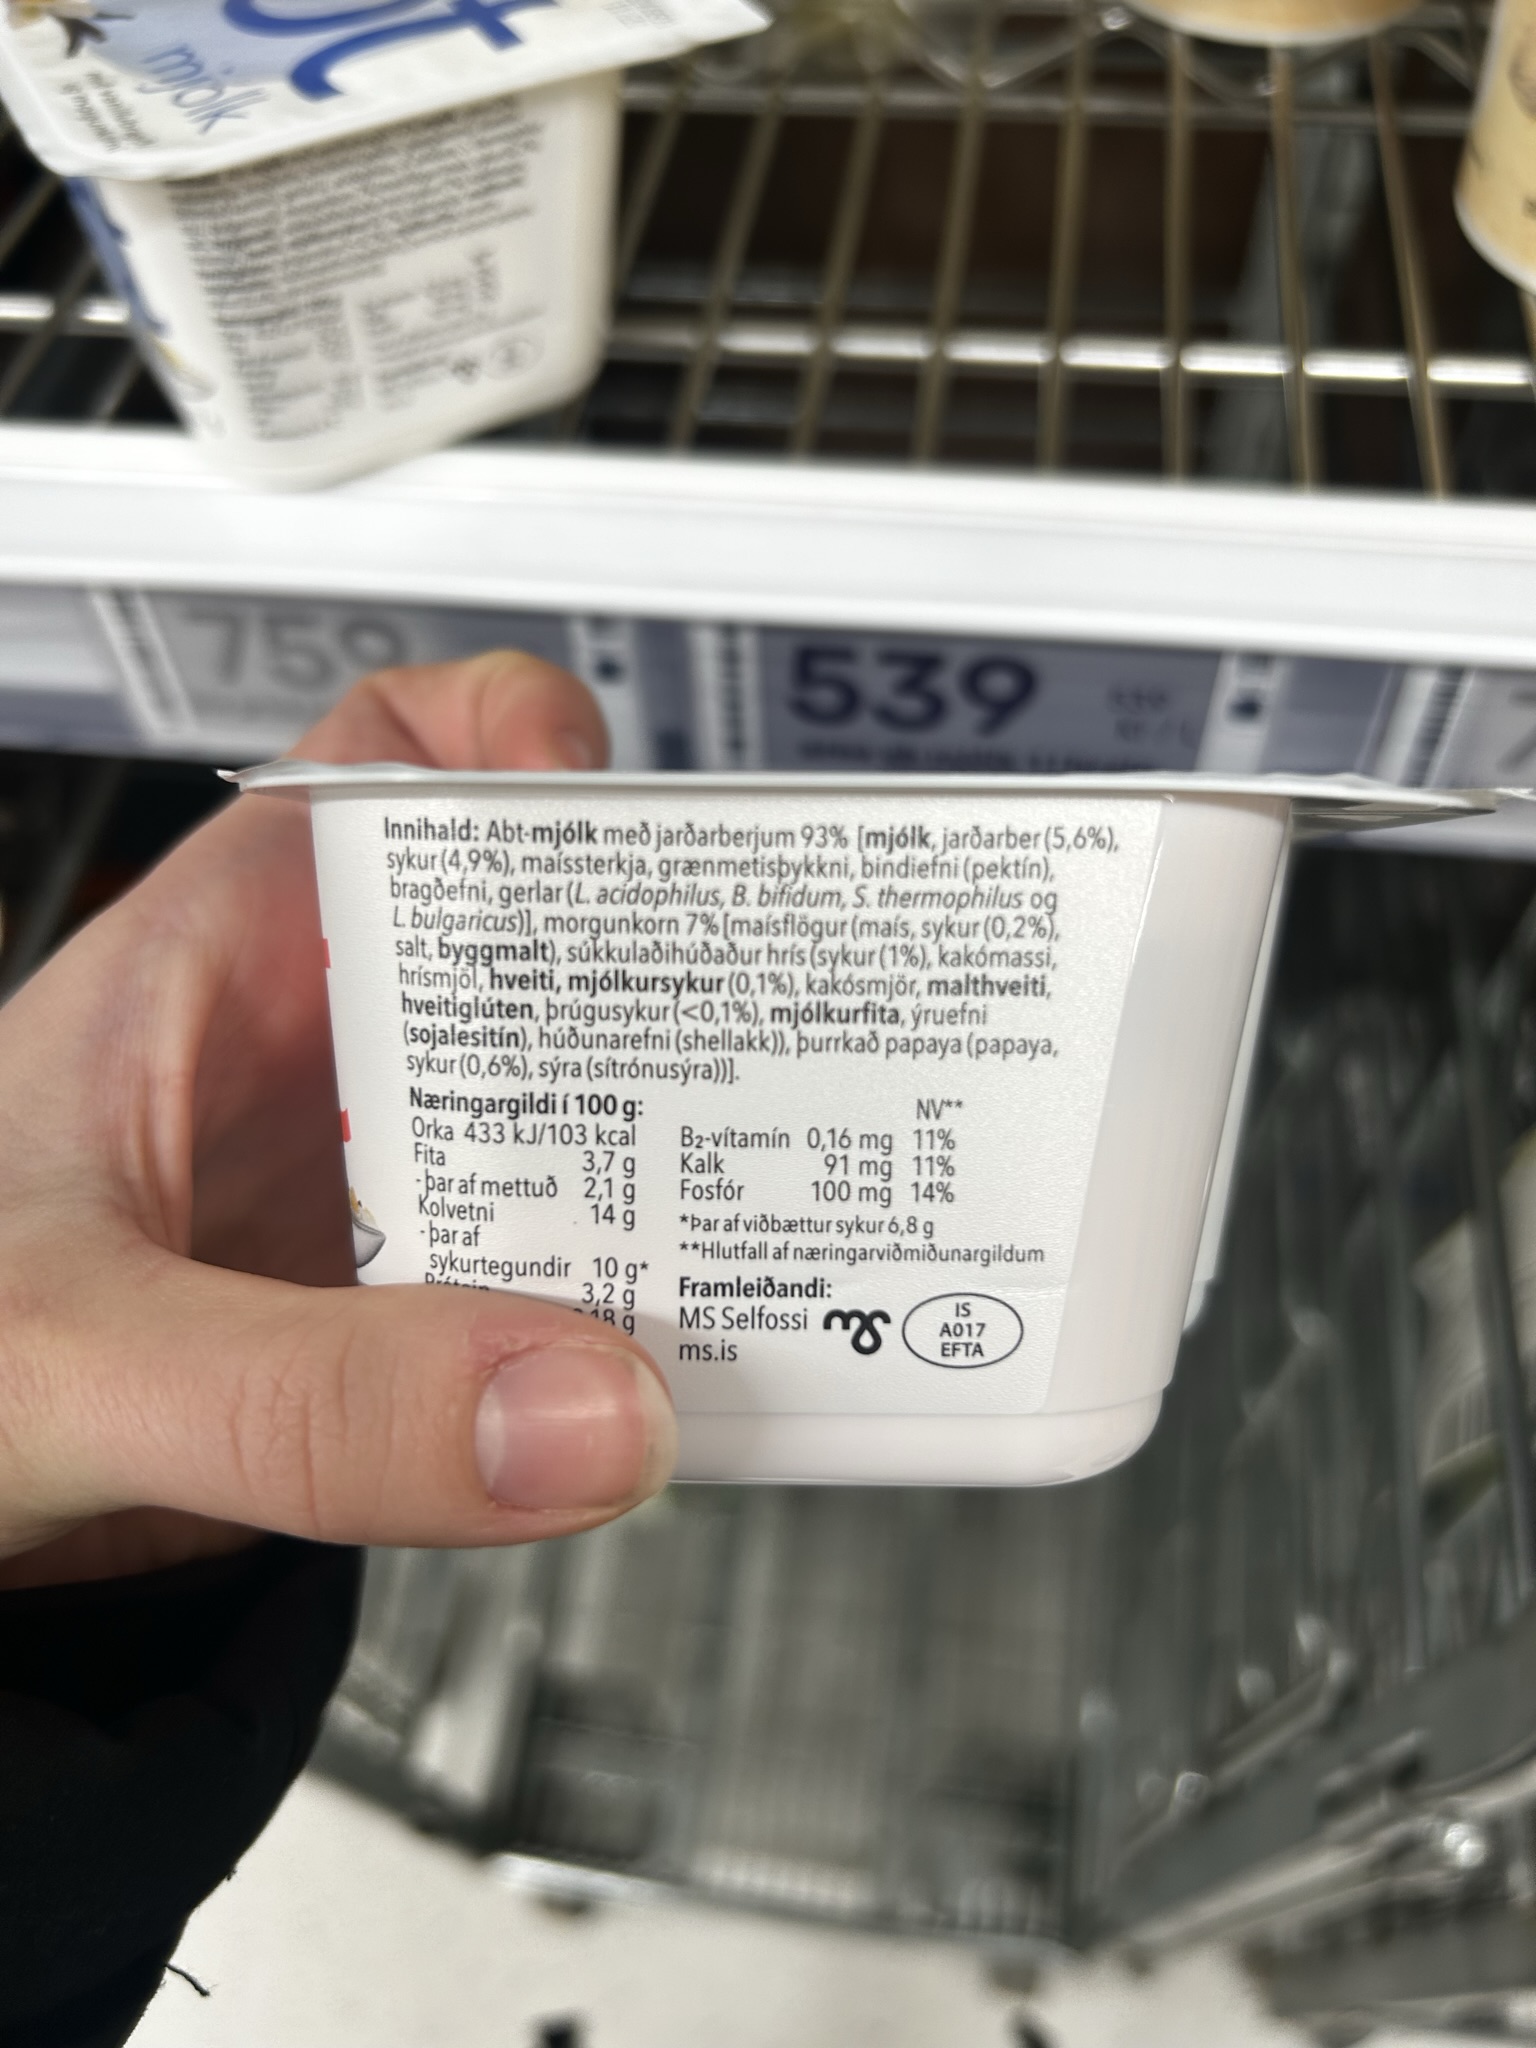 mjólk
759
539
Innihald: Abt-mjólk með jarðarberjum 93% [mjólk, jarðarber (5,6%),
sykur (4,9%), maíssterkja, grænmetisþykkni, bindiefni (pektín),
bragðefni, gerlar (L. acidophilus, B. bifidum, S. thermophilus og
L. bulgaricus)], morgunkorn 7% [maísflögur (maís, sykur (0,2%),
salt, byggmalt), súkkulaðihúðaður hrís (sykur (1%), kakómassi,
hrísmjöl, hveiti, mjólkursykur (0,1%), kakósmjör, malthveiti,
hveitiglúten, þrúgusykur (<0,1%), mjólkurfita, ýruefni
(sojalesitín), húðunarefni (shellakk)), þurrkað papaya (papaya,
sykur (0,6%), sýra (sítrónusýra))].
Næringargildi í 100 g:
Orka 433 kJ/103 kcal
Fita 3,7 g
- þar af mettuð 2,1 g
Kolvetni 14 g
- þar af
sykurtegundir 10 g*
Prótein 3,2 g
18 g
NV**
B2-vítamín 0,16 mg 11%
Kalk 91 mg 11%
Fosfór 100 mg 14%
*Þar af viðbættur sykur 6,8 g
**Hlutfall af næringarviðmiðunargildum
Framleiðandi:
MS Selfossi ms
ms.is
IS
A017
EFTA